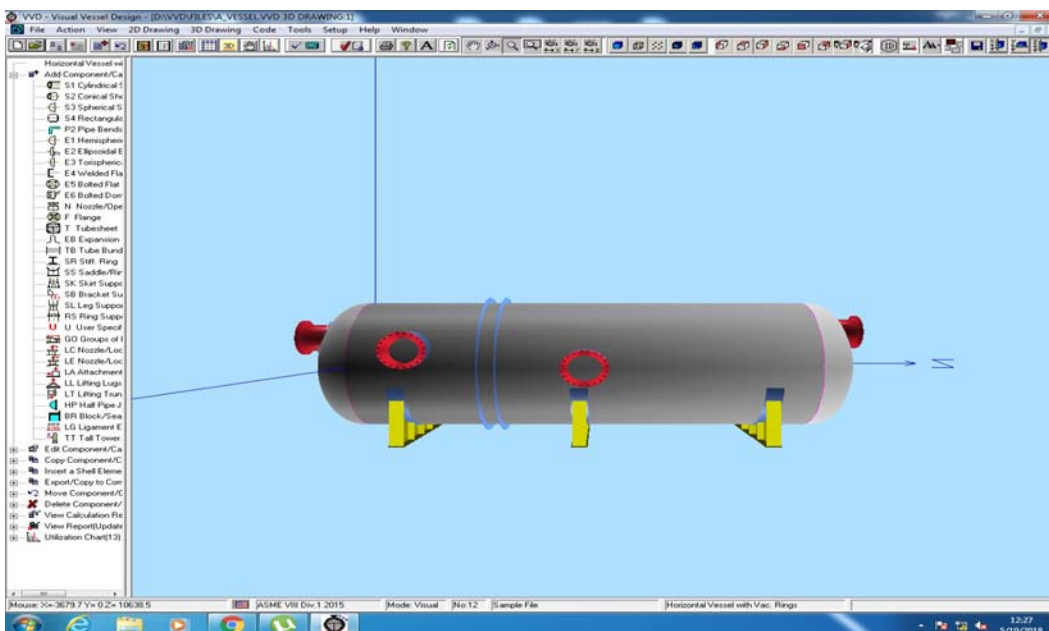 VVD - Visual Vessel Design - [D:\VVD\FILES\A_VESSEL.VVD 3D DRAWING:1]
File Action View 2D Drawing 3D Drawing Code Tools Setup Help Window
Horizontal Vessel wi
Add Component/Ca
S1 Cylindrical S
S2 Conical She
S3 Spherical S
S4 Rectangula
P2 Pipe Bends
E1 Hemispheri
E2 Ellipsoidal E
E3 Torispheric
E4 Welded Fla
E5 Bolted Flat
E6 Bolted Dom
N Nozzle/Ope
F Flange
T Tubesheet
EB Expansion
TB Tube Bund
SR Stiff. Ring
SS Saddle/Rin
SK Skirt Suppo
SB Bracket Su
SL Leg Suppor
RS Ring Supp
U User Specif
GO Groups of I
LC Nozzle/Loc
LE Nozzle/Loc
LA Attachment
LL Lifting Lugs
LT Lifting Trun
HP Half Pipe J
BR Block/Sea
LG Ligament E
TT Tall Tower
Edit Component/Ca
Copy Component/C
Insert a Shell Eleme
Export/Copy to Com
Move Component/C
Delete Component/
View Calculation Re
View Report(Update
Utilization Chart(13)
Z
Mouse: X=-3679.7 Y= 0 Z= 10638.5 ASME VIII Div.1 2015 Mode: Visual No:12 Sample File Horizontal Vessel with Vac. Rings
12:27
5/19/2018